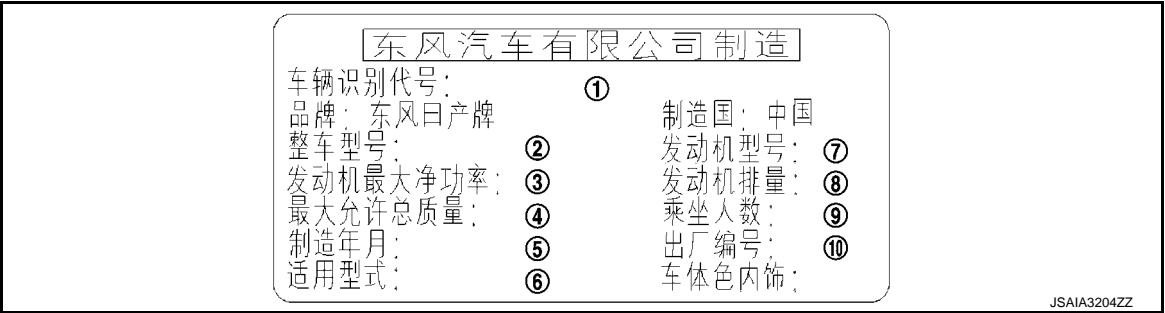 东风汽车有限公司制造
车辆识别代号: ①
品牌: 东风日产牌 制造国: 中国
整车型号: ② 发动机型号: ⑦
发动机最大净功率: ③ 发动机排量: ⑧
最大允许总质量: ④ 乘坐人数: ⑨
制造年月: ⑤ 出厂编号: ⑩
适用型式: ⑥ 车体色内饰:
JSAIA3204ZZ